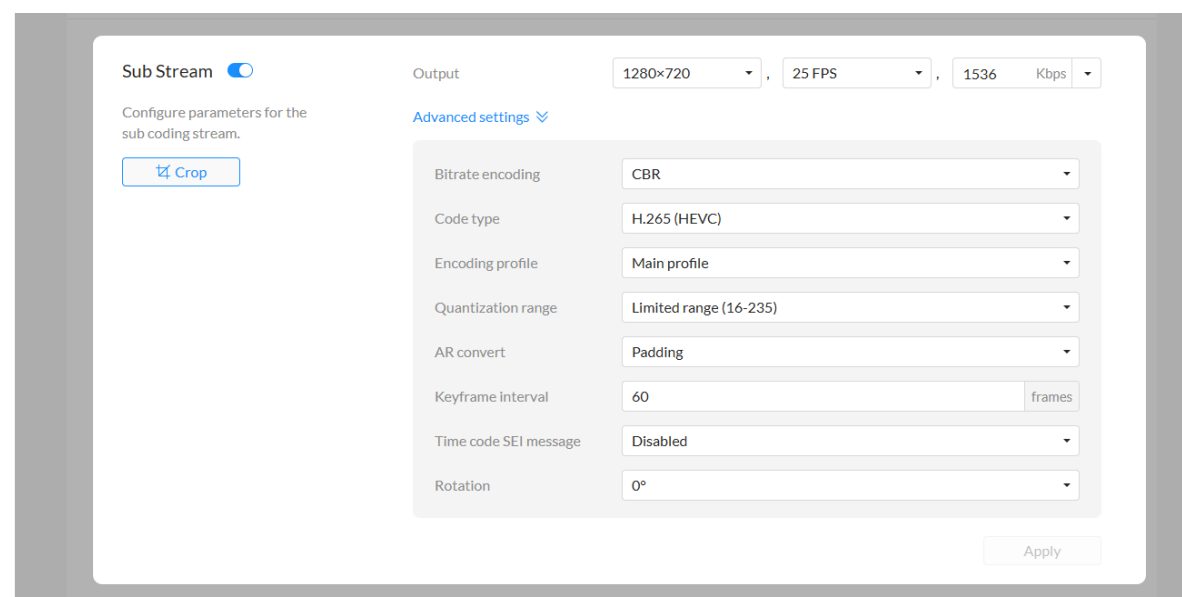 Sub Stream
Configure parameters for the
sub coding stream.
Crop
Output 1280×720 , 25 FPS , 1536 Kbps
Advanced settings
Bitrate encoding CBR
Code type H.265 (HEVC)
Encoding profile Main profile
Quantization range Limited range (16-235)
AR convert Padding
Keyframe interval 60 frames
Time code SEI message Disabled
Rotation 0°
Apply